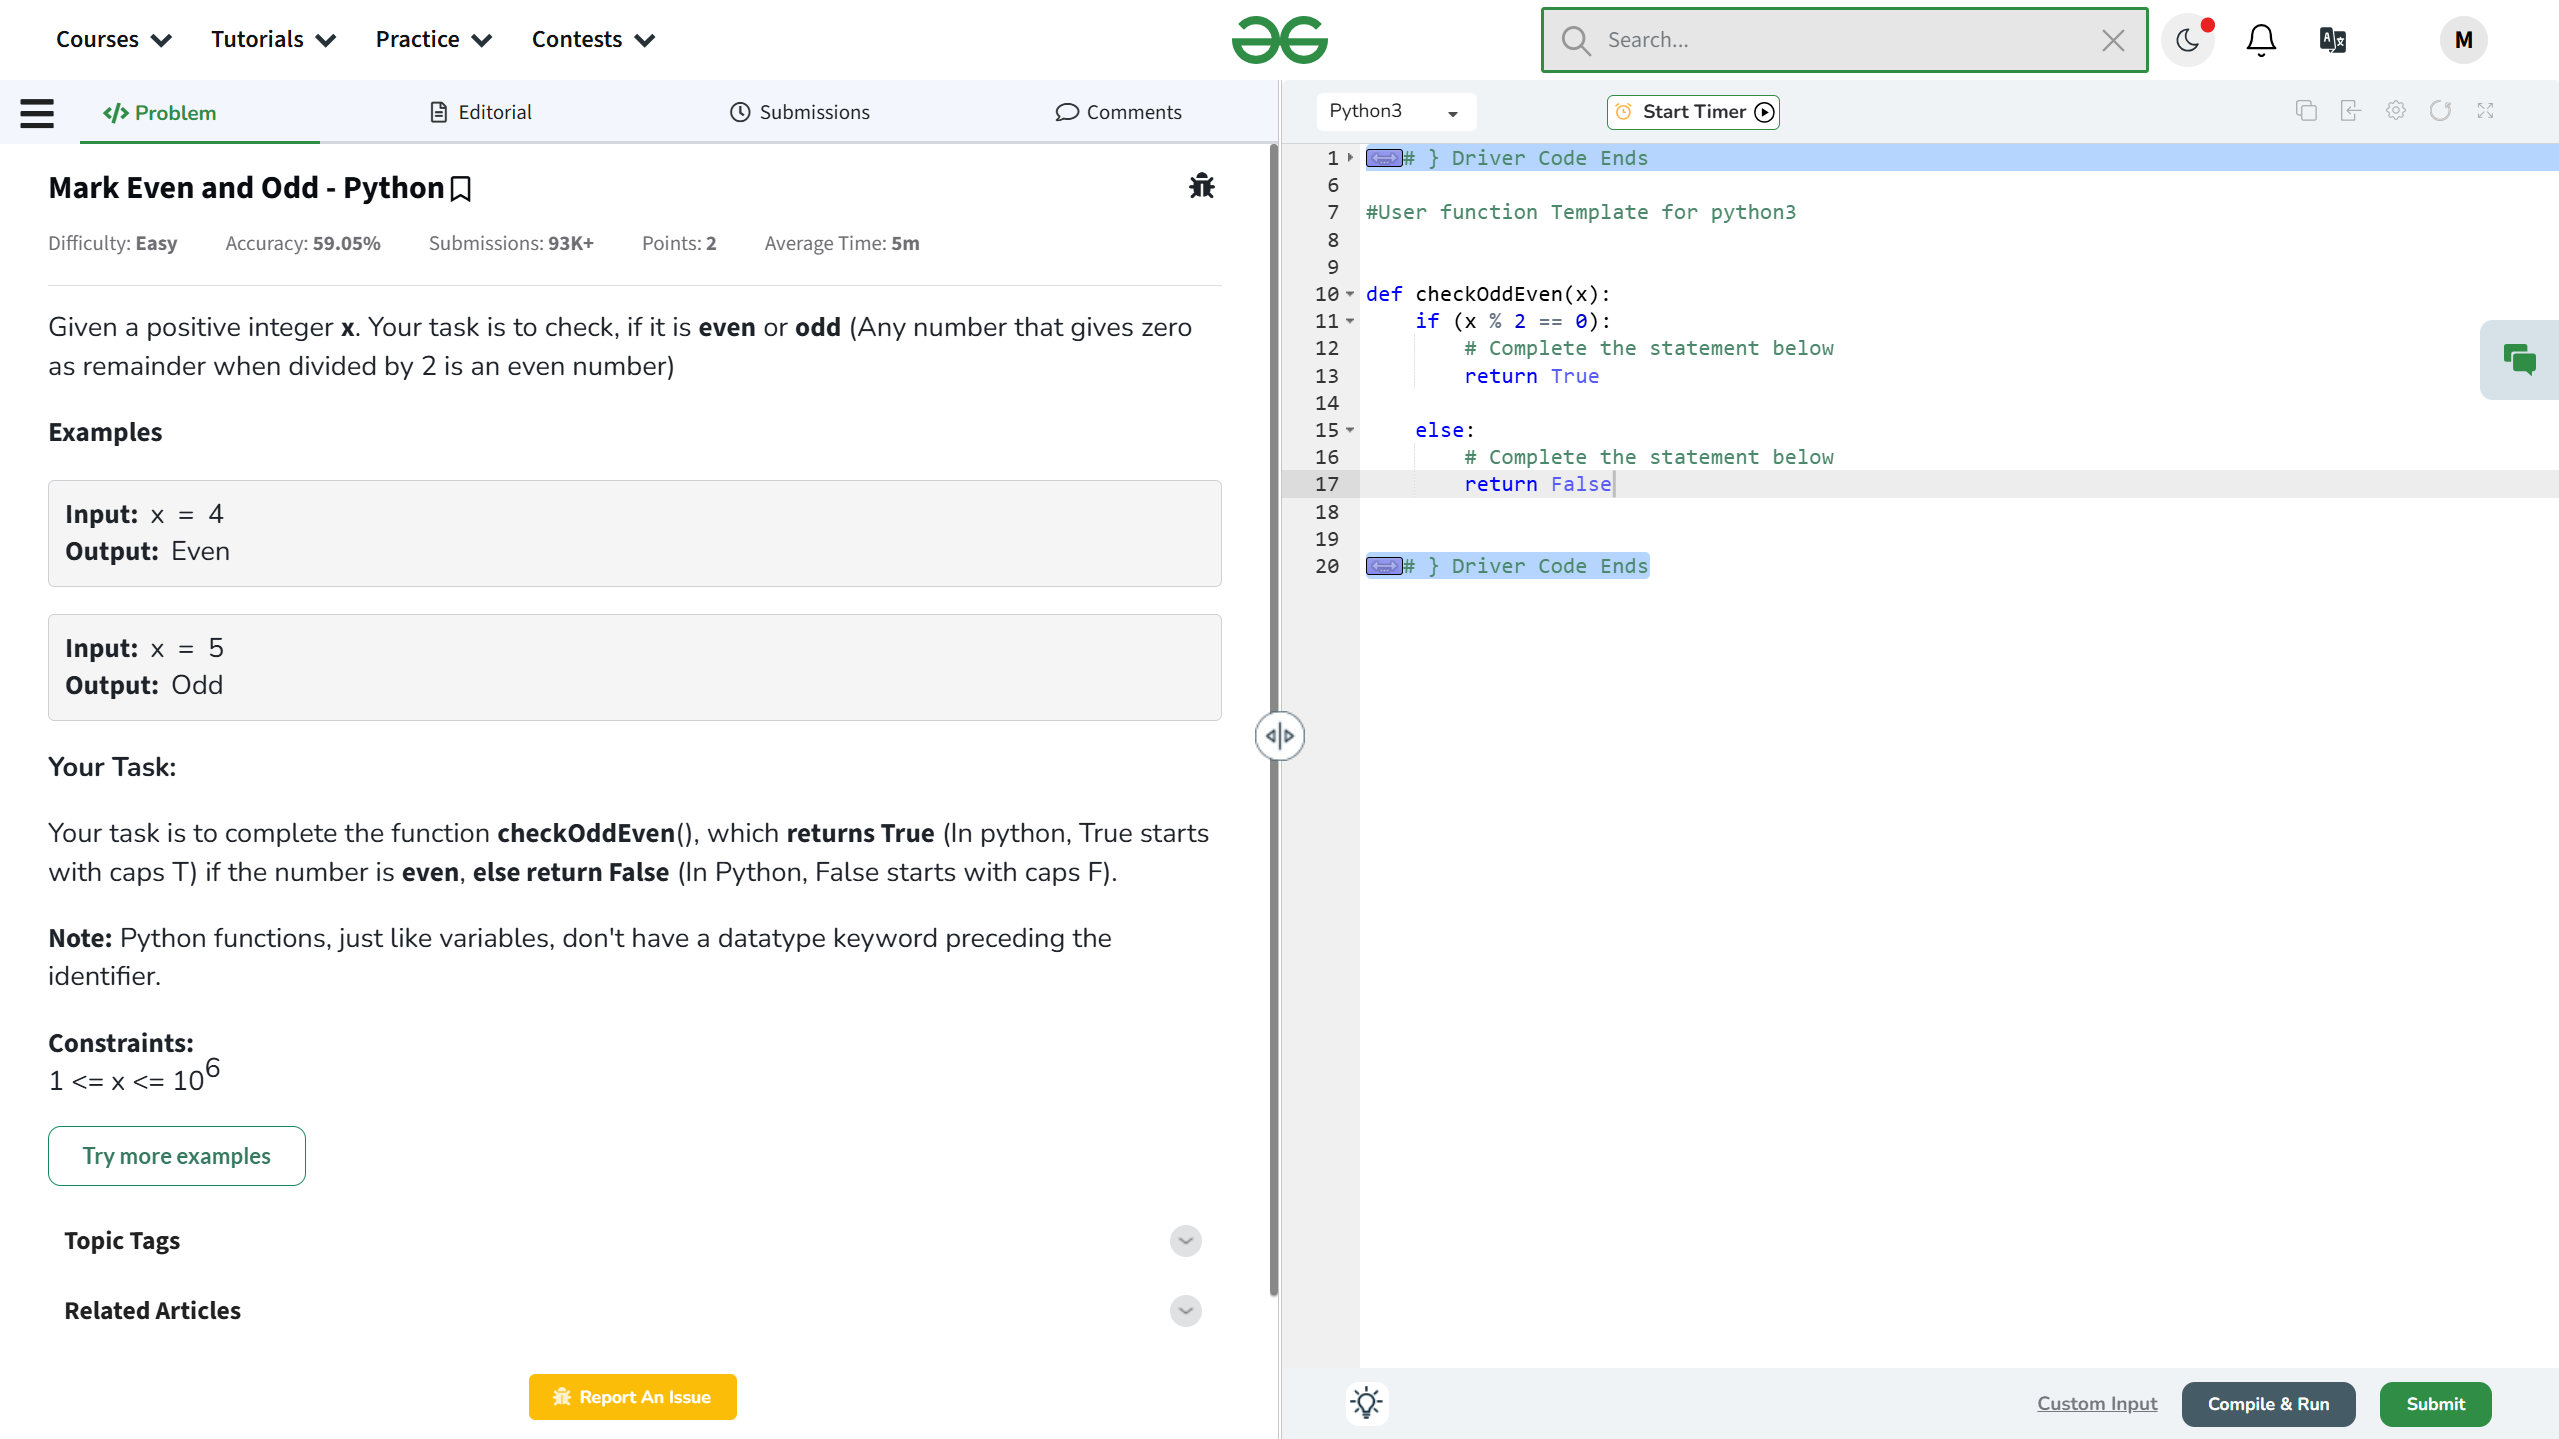 Courses Tutorials Practice Contests Search... M
Problem Editorial Submissions Comments Python3 Start Timer
Mark Even and Odd - Python
Difficulty: Easy Accuracy: 59.05% Submissions: 93K+ Points: 2 Average Time: 5m
Given a positive integer x. Your task is to check, if it is even or odd (Any number that gives zero
as remainder when divided by 2 is an even number)
Examples
Input: x = 4
Output: Even
Input: x = 5
Output: Odd
Your Task:
Your task is to complete the function checkOddEven(), which returns True (In python, True starts
with caps T) if the number is even, else return False (In Python, False starts with caps F).
Note: Python functions, just like variables, don't have a datatype keyword preceding the
identifier.
Constraints:
1 <= x <= 10^6
Try more examples
Topic Tags
Related Articles
Report An Issue
1 # } Driver Code Ends
6
7 #User function Template for python3
8
9
10 def checkOddEven(x):
11     if (x % 2 == 0):
12         # Complete the statement below
13         return True
14
15     else:
16         # Complete the statement below
17         return False
18
19
20 # } Driver Code Ends
Custom Input Compile & Run Submit